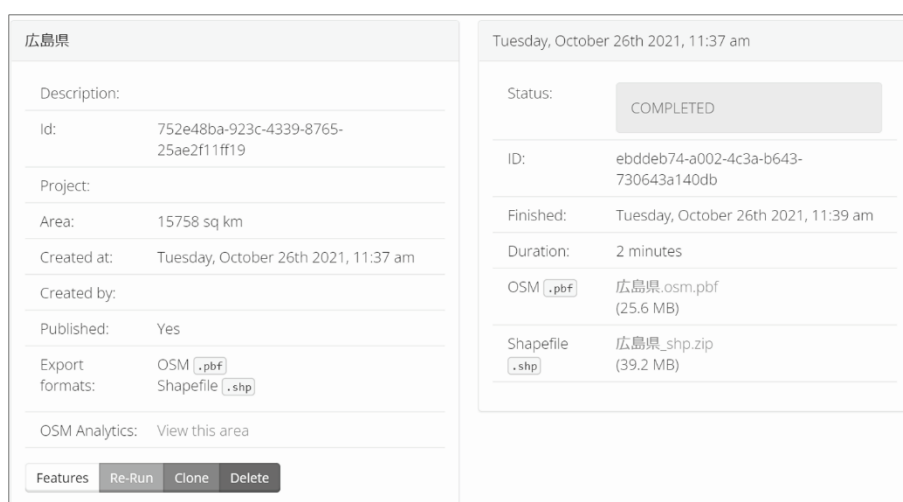 広島県
Description:
Id: 752e48ba-923c-4339-8765-
25ae2f11ff19
Project:
Area: 15758 sq km
Created at: Tuesday, October 26th 2021, 11:37 am
Created by:
Published: Yes
Export OSM .pbf
formats: Shapefile .shp
OSM Analytics: View this area
Features Re-Run Clone Delete
Tuesday, October 26th 2021, 11:37 am
Status: COMPLETED
ID: ebddeb74-a002-4c3a-b643-
730643a140db
Finished: Tuesday, October 26th 2021, 11:39 am
Duration: 2 minutes
OSM .pbf 広島県.osm.pbf
(25.6 MB)
Shapefile 広島県_shp.zip
.shp (39.2 MB)